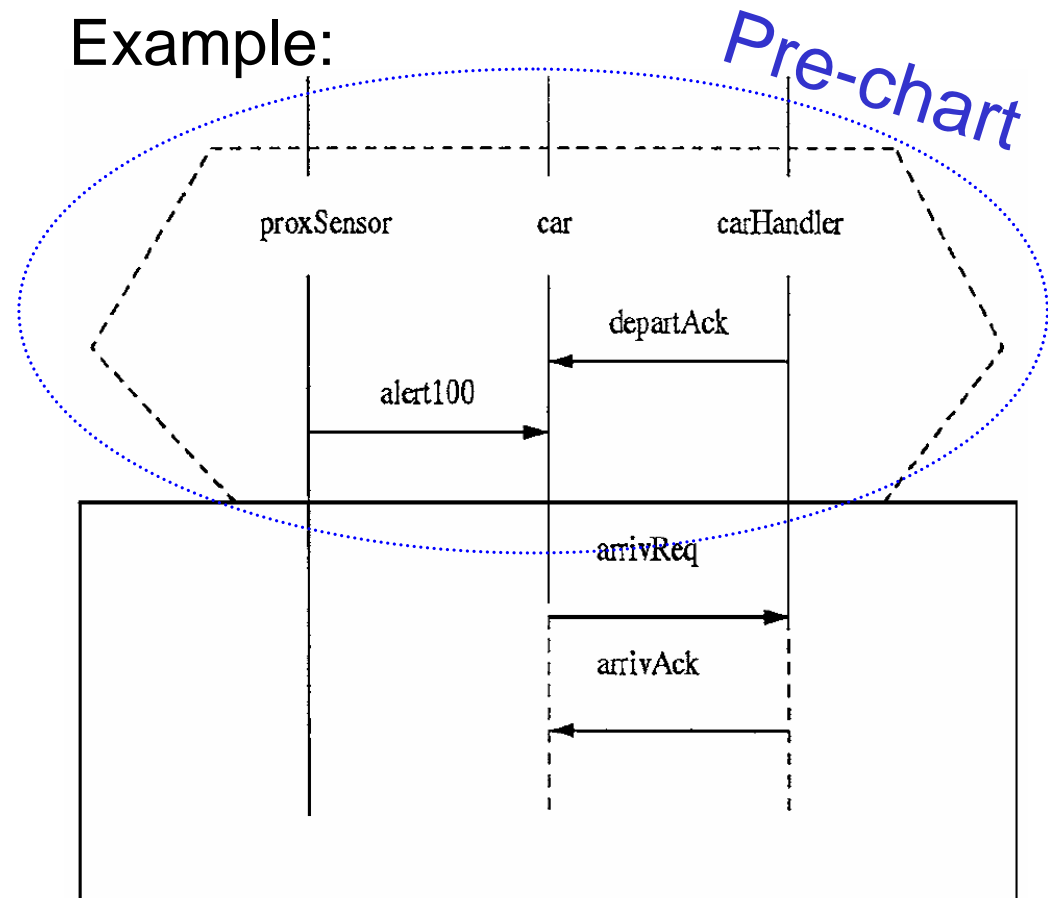 Example:
Pre-chart
proxSensor car carHandler
departAck
alert100
arrivReq
arrivAck